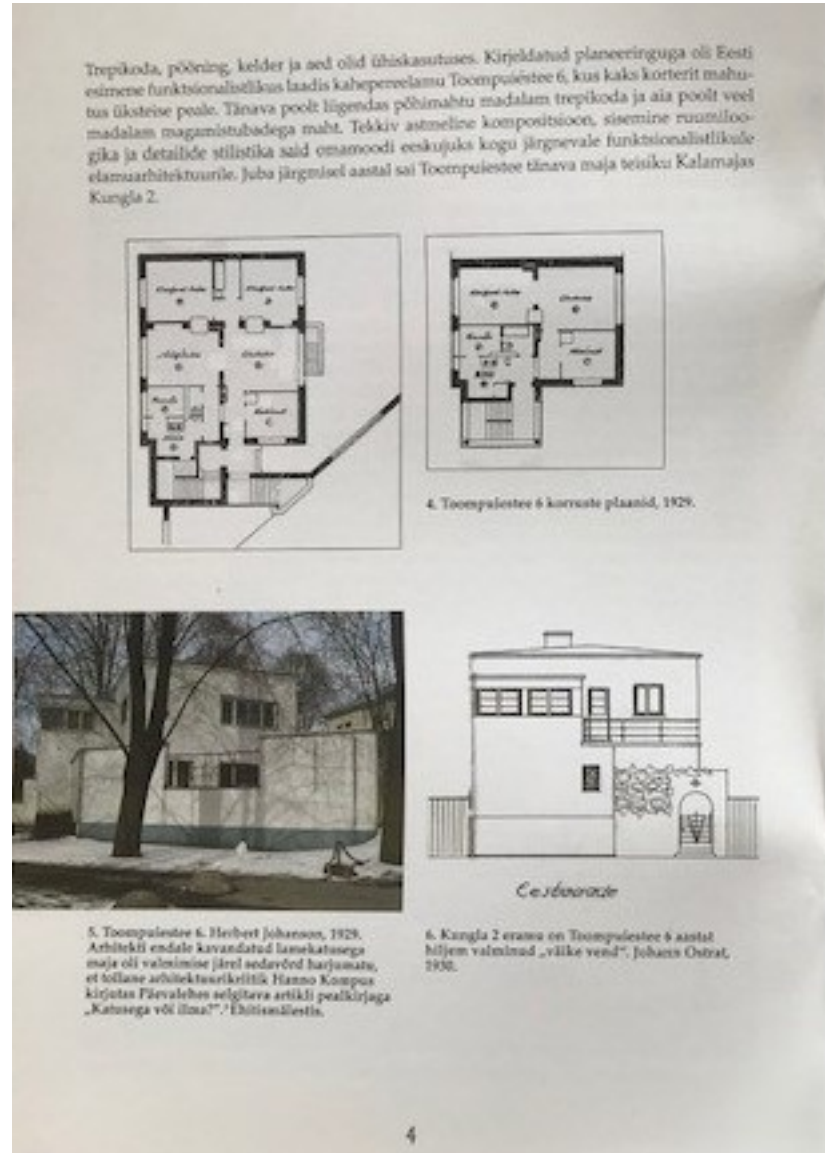 Trepikoda, pööning, kelder ja aed olid ühiskasutuses. Kirjeldatud planeeringuga oli Eesti
esimene funktsionalistlikus laadis kahepereelamu Toompuiestee 6, kus kaks korterit mahu-
tus üksteise peale. Tänava poolt liigendas põhimahtu madalam trepikoda ja aia poolt veel
madalam magamistubadega maht. Tekkiv astmeline kompositsioon, sisemine ruumiloo-
gika ja detailide stilistika said omamoodi eeskujuks kogu järgnevale funktsionalistlikule
elamuarhitektuurile. Juba järgmisel aastal sai Toompuiestee tänava maja teisiku Kalamajas
Kungla 2.
4. Toompuiestee 6 korruste plaanid, 1929.
5. Toompuiestee 6. Herbert Johanson, 1929.
Arhitekti endale kavandatud lamekatusega
maja oli valmimise järel sedavõrd harjumatu,
et tollane arhitektuurikriitik Hanno Kompus
kirjutas Päevalehes selgitava artikli pealkirjaga
„Katusega või ilma?”. Ehitismälestis.
6. Kungla 2 eramu on Toompuiestee 6 aastat
hiljem valminud „väike vend”. Johann Ostrat,
1930.
4